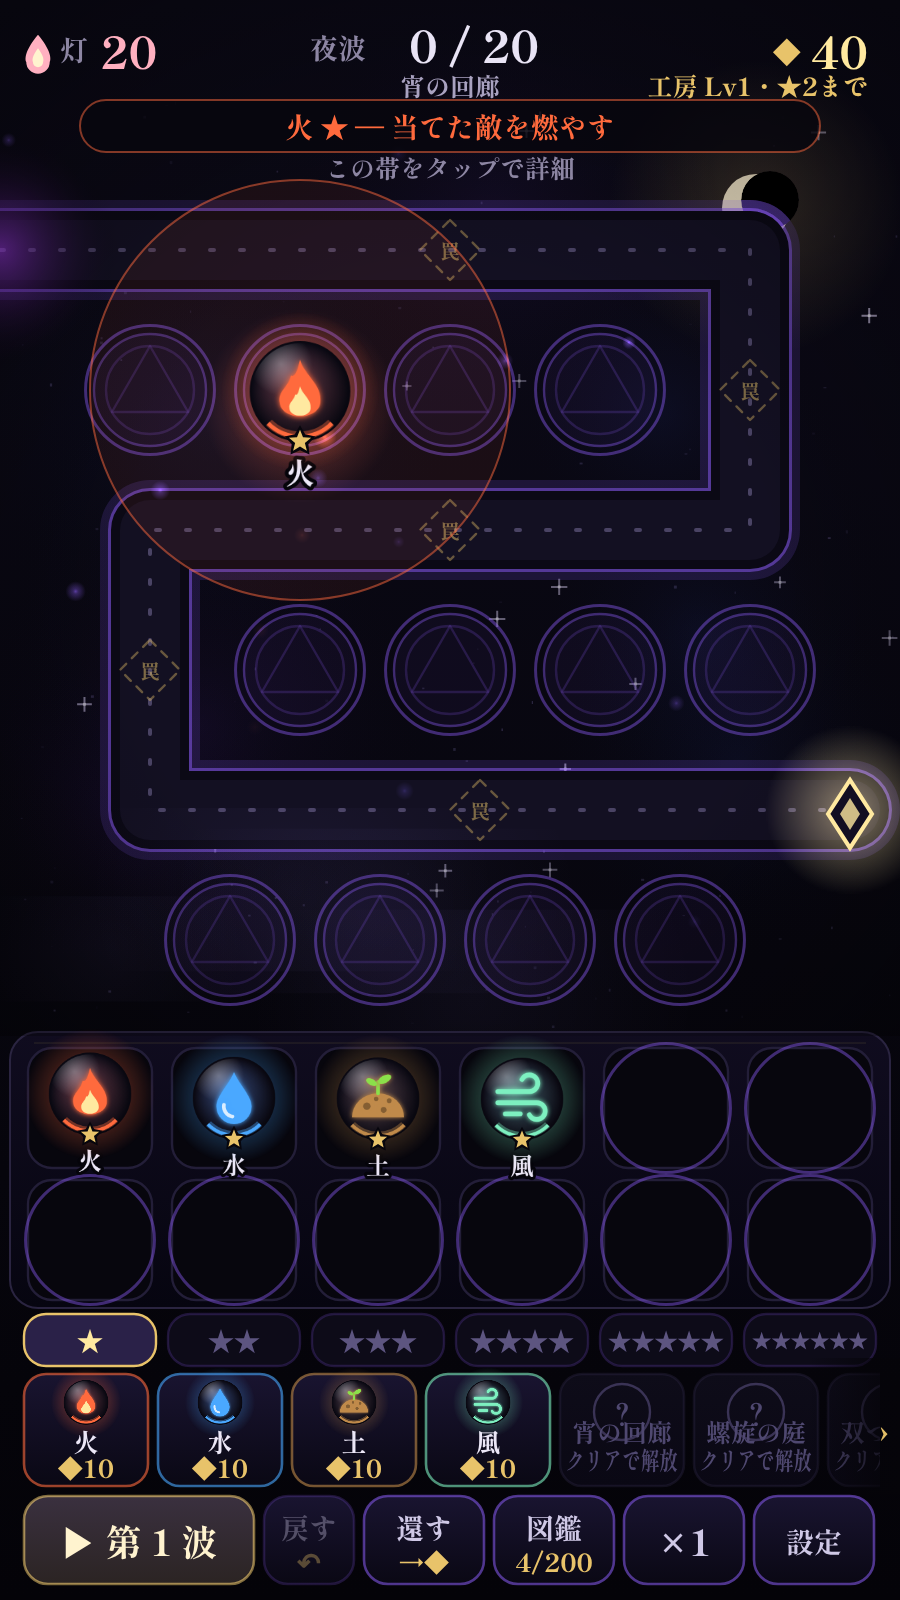 灯 20
夜波 0 / 20
◆ 40
宵の回廊
工房 Lv1・★2まで
火 ★ — 当てた敵を燃やす
この帯をタップで詳細
罠
罠
火
罠
罠
罠
火 水 土 風
★ ★★ ★★★ ★★★★ ★★★★★ ★★★★★★
火 ◆10
水 ◆10
土 ◆10
風 ◆10
? 宵の回廊 クリアで解放
? 螺旋の庭 クリアで解放
双 クリア ›
▶ 第 1 波
戻す ↶
還す →◆
図鑑 4/200
×1
設定